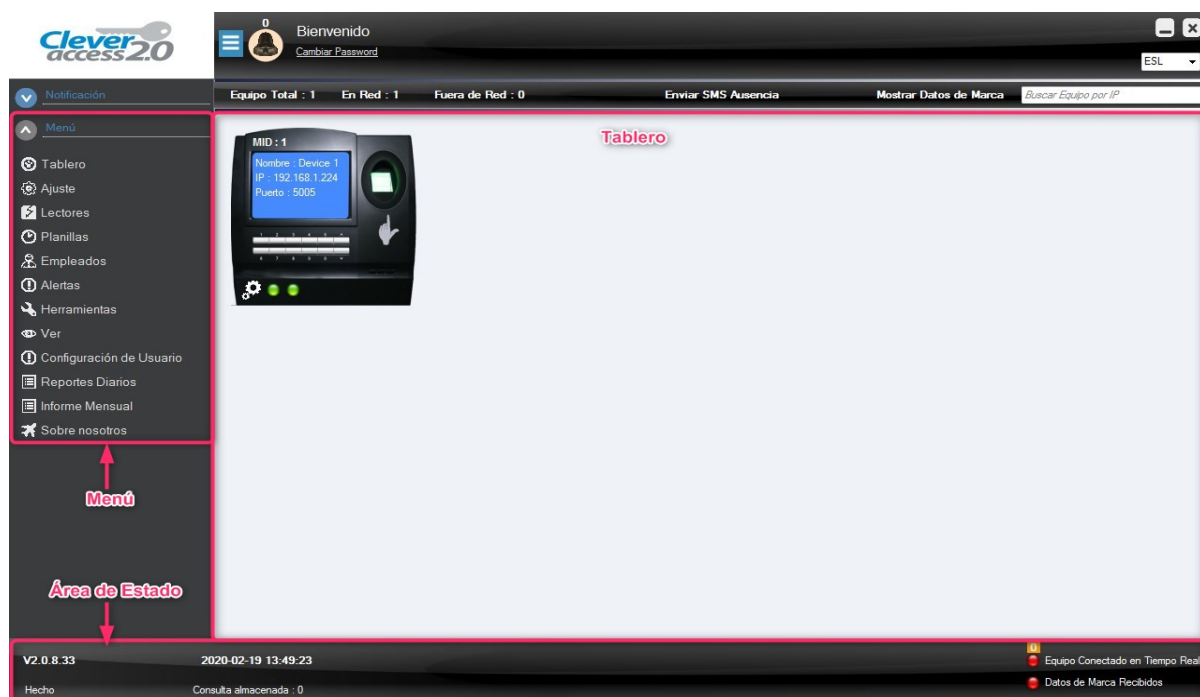 Clever
access2.0
0
Bienvenido
Cambiar Password
ESL
Notificación
Equipo Total : 1 En Red : 1 Fuera de Red : 0 Enviar SMS Ausencia Mostrar Datos de Marca Buscar Equipo por IP
Menú
Tablero
Ajuste
Lectores
Planillas
Empleados
Alertas
Herramientas
Ver
Configuración de Usuario
Reportes Diarios
Informe Mensual
Sobre nosotros
Tablero
MID : 1
Nombre : Device 1
IP : 192.168.1.224
Puerto : 5005
Menú
Área de Estado
V2.0.8.33 2020-02-19 13:49:23
0
Equipo Conectado en Tiempo Real
Hecho Consulta almacenada : 0
Datos de Marca Recibidos